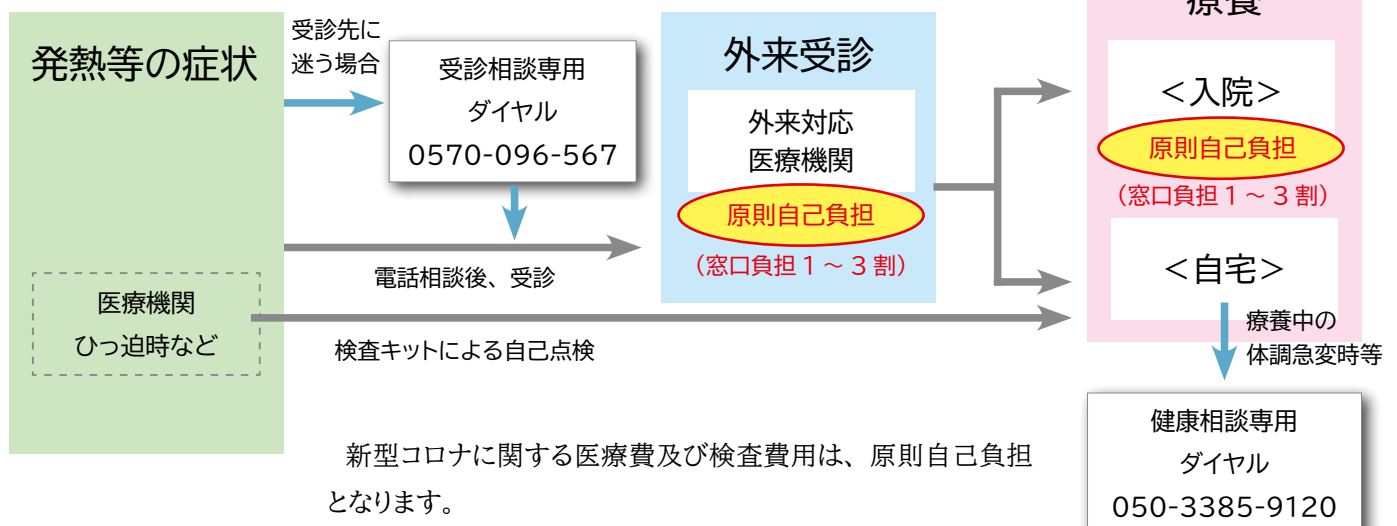 発熱等の症状
受診先に
迷う場合
受診相談専用
ダイヤル
0570-096-567
電話相談後、受診
医療機関
ひっ迫時など
検査キットによる自己点検
外来受診
外来対応
医療機関
原則自己負担
(窓口負担1~3割)
療養
<入院>
原則自己負担
(窓口負担1~3割)
<自宅>
療養中の
体調急変時等
健康相談専用
ダイヤル
050-3385-9120
新型コロナに関する医療費及び検査費用は、原則自己負担
となります。